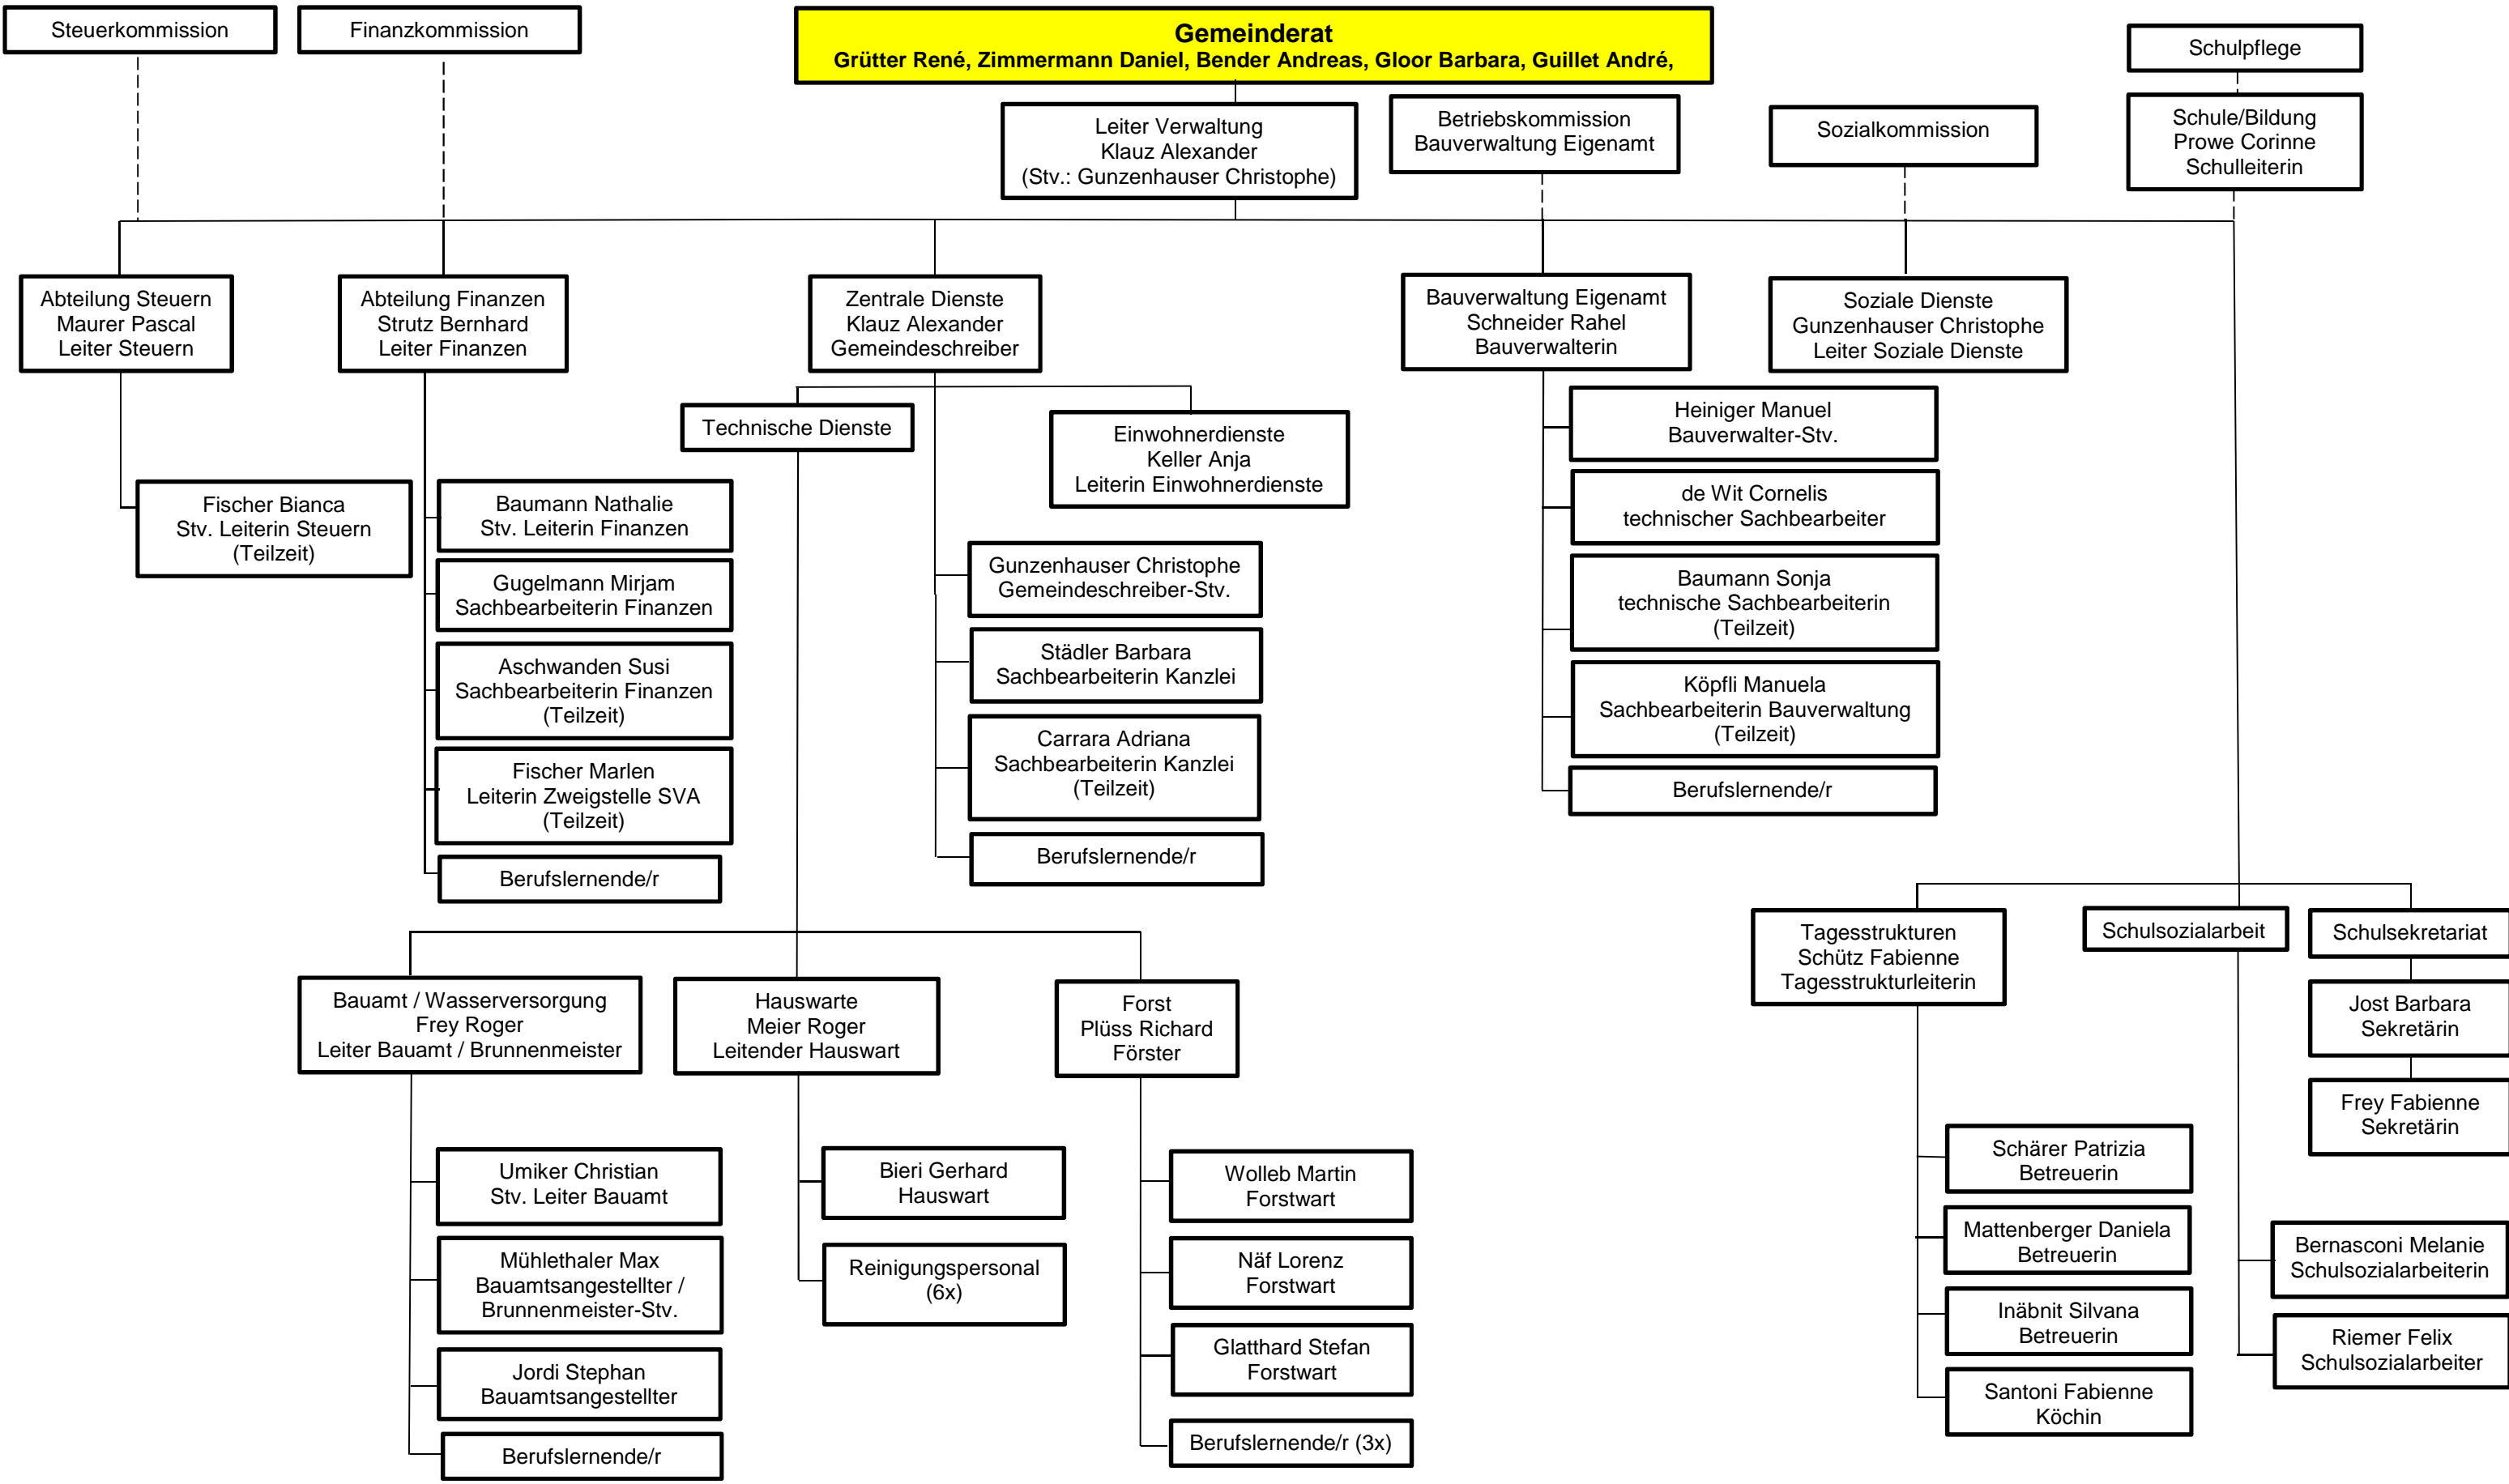 Steuerkommission
Finanzkommission
Gemeinderat
Grütter René, Zimmermann Daniel, Bender Andreas, Gloor Barbara, Guillet André,
Schulpflege
Leiter Verwaltung
Klauz Alexander
(Stv.: Gunzenhauser Christophe)
Betriebskommission
Bauverwaltung Eigenamt
Sozialkommission
Schule/Bildung
Prowe Corinne
Schulleiterin
Abteilung Steuern
Maurer Pascal
Leiter Steuern
Abteilung Finanzen
Strutz Bernhard
Leiter Finanzen
Zentrale Dienste
Klauz Alexander
Gemeindeschreiber
Bauverwaltung Eigenamt
Schneider Rahel
Bauverwalterin
Soziale Dienste
Gunzenhauser Christophe
Leiter Soziale Dienste
Technische Dienste
Einwohnerdienste
Keller Anja
Leiterin Einwohnerdienste
Heiniger Manuel
Bauverwalter-Stv.
de Wit Cornelis
technischer Sachbearbeiter
Baumann Sonja
technische Sachbearbeiterin
(Teilzeit)
Köpfli Manuela
Sachbearbeiterin Bauverwaltung
(Teilzeit)
Berufslernende/r
Fischer Bianca
Stv. Leiterin Steuern
(Teilzeit)
Baumann Nathalie
Stv. Leiterin Finanzen
Gugelmann Mirjam
Sachbearbeiterin Finanzen
Aschwanden Susi
Sachbearbeiterin Finanzen
(Teilzeit)
Fischer Marlen
Leiterin Zweigstelle SVA
(Teilzeit)
Berufslernende/r
Gunzenhauser Christophe
Gemeindeschreiber-Stv.
Städler Barbara
Sachbearbeiterin Kanzlei
Carrara Adriana
Sachbearbeiterin Kanzlei
(Teilzeit)
Berufslernende/r
Tagesstrukturen
Schütz Fabienne
Tagesstrukturleiterin
Schulsozialarbeit
Schulsekretariat
Jost Barbara
Sekretärin
Frey Fabienne
Sekretärin
Bauamt / Wasserversorgung
Frey Roger
Leiter Bauamt / Brunnenmeister
Hauswarte
Meier Roger
Leitender Hauswart
Forst
Plüss Richard
Förster
Umiker Christian
Stv. Leiter Bauamt
Mühlethaler Max
Bauamtsangestellter /
Brunnenmeister-Stv.
Jordi Stephan
Bauamtsangestellter
Berufslernende/r
Bieri Gerhard
Hauswart
Reinigungspersonal
(6x)
Wolleb Martin
Forstwart
Näf Lorenz
Forstwart
Glatthard Stefan
Forstwart
Berufslernende/r (3x)
Schärer Patrizia
Betreuerin
Mattenberger Daniela
Betreuerin
Inäbnit Silvana
Betreuerin
Santoni Fabienne
Köchin
Bernasconi Melanie
Schulsozialarbeiterin
Riemer Felix
Schulsozialarbeiter